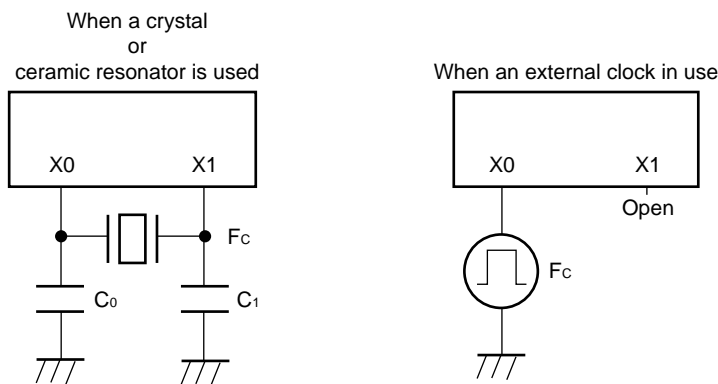 When a crystal
or
ceramic resonator is used
X0 X1
FC
C0 C1
When an external clock in use
X0 X1
Open
FC